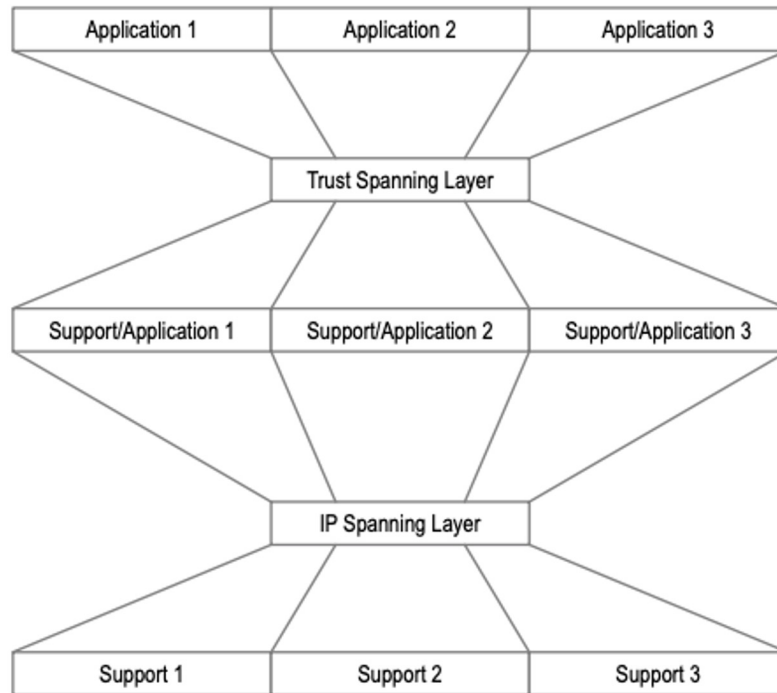 Application 1
Application 2
Application 3
Trust Spanning Layer
Support/Application 1
Support/Application 2
Support/Application 3
IP Spanning Layer
Support 1
Support 2
Support 3